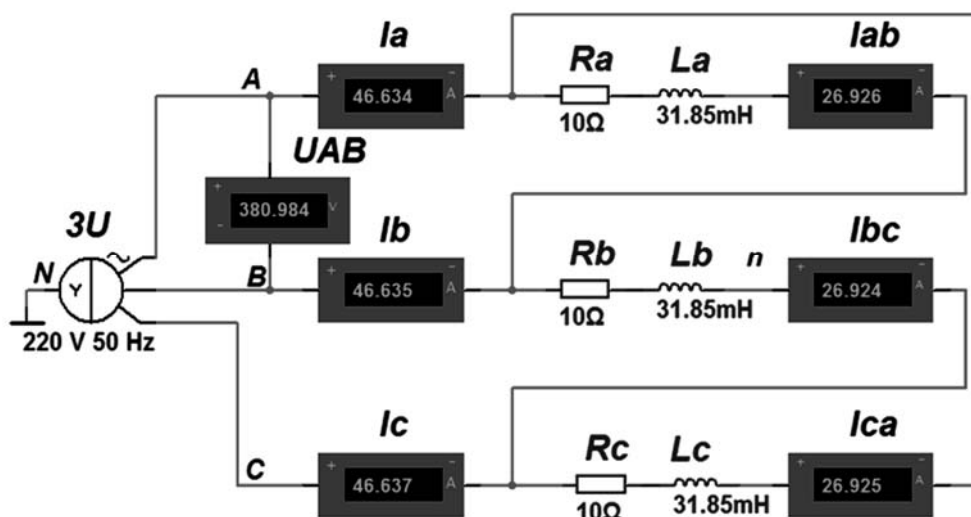 Ia
Ra
La
Iab
A
+
−
46.634
A
10Ω
31.85mH
+
−
26.926
A
UAB
+
−
380.984
V
3U
N
Y
~
220 V 50 Hz
B
Ib
Rb
Lb
n
Ibc
+
−
46.635
A
10Ω
31.85mH
+
−
26.924
A
C
Ic
Rc
Lc
Ica
+
−
46.637
A
10Ω
31.85mH
+
−
26.925
A